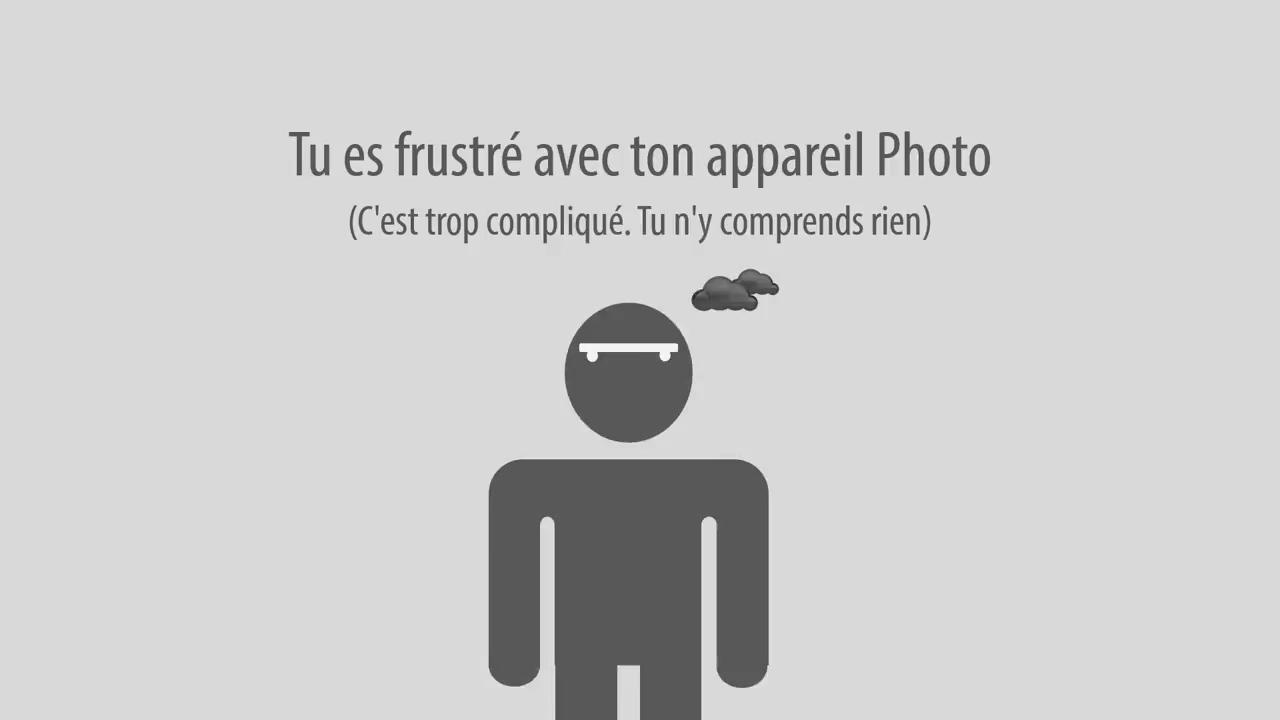 Tu es frustré avec ton appareil Photo
(C'est trop compliqué. Tu n'y comprends rien)